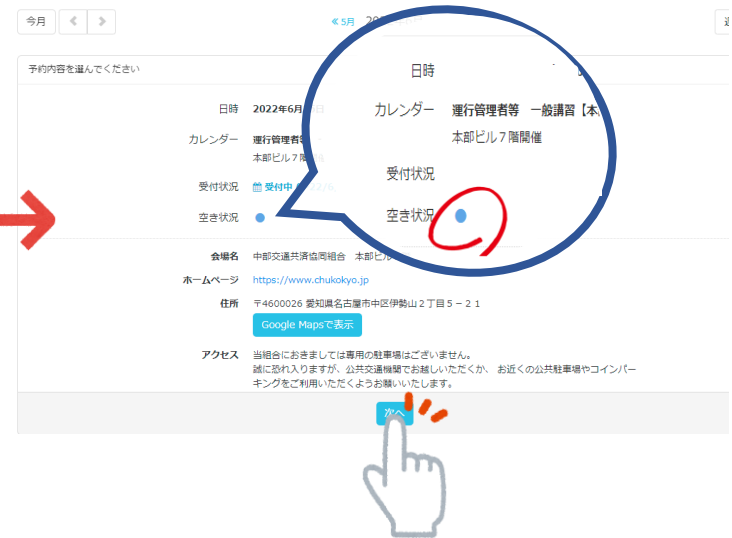 今月
≪ 5月
予約内容を選んでください
日時 2022年6月
カレンダー 運行管理者等
本部ビル7階
受付状況 受付中
空き状況
日時
カレンダー 運行管理者等 一般講習【本
本部ビル7階開催
受付状況
空き状況
会場名 中部交通共済協同組合 本部ビル
ホームページ https://www.chukokyo.jp
住所 〒4600026 愛知県名古屋市中区伊勢山2丁目5-21
Google Mapsで表示
アクセス 当組合におきましては専用の駐車場はございません。
誠に恐れ入りますが、公共交通機関でお越しいただくか、 お近くの公共駐車場やコインパー
キングをご利用いただくようお願いいたします。
次へ